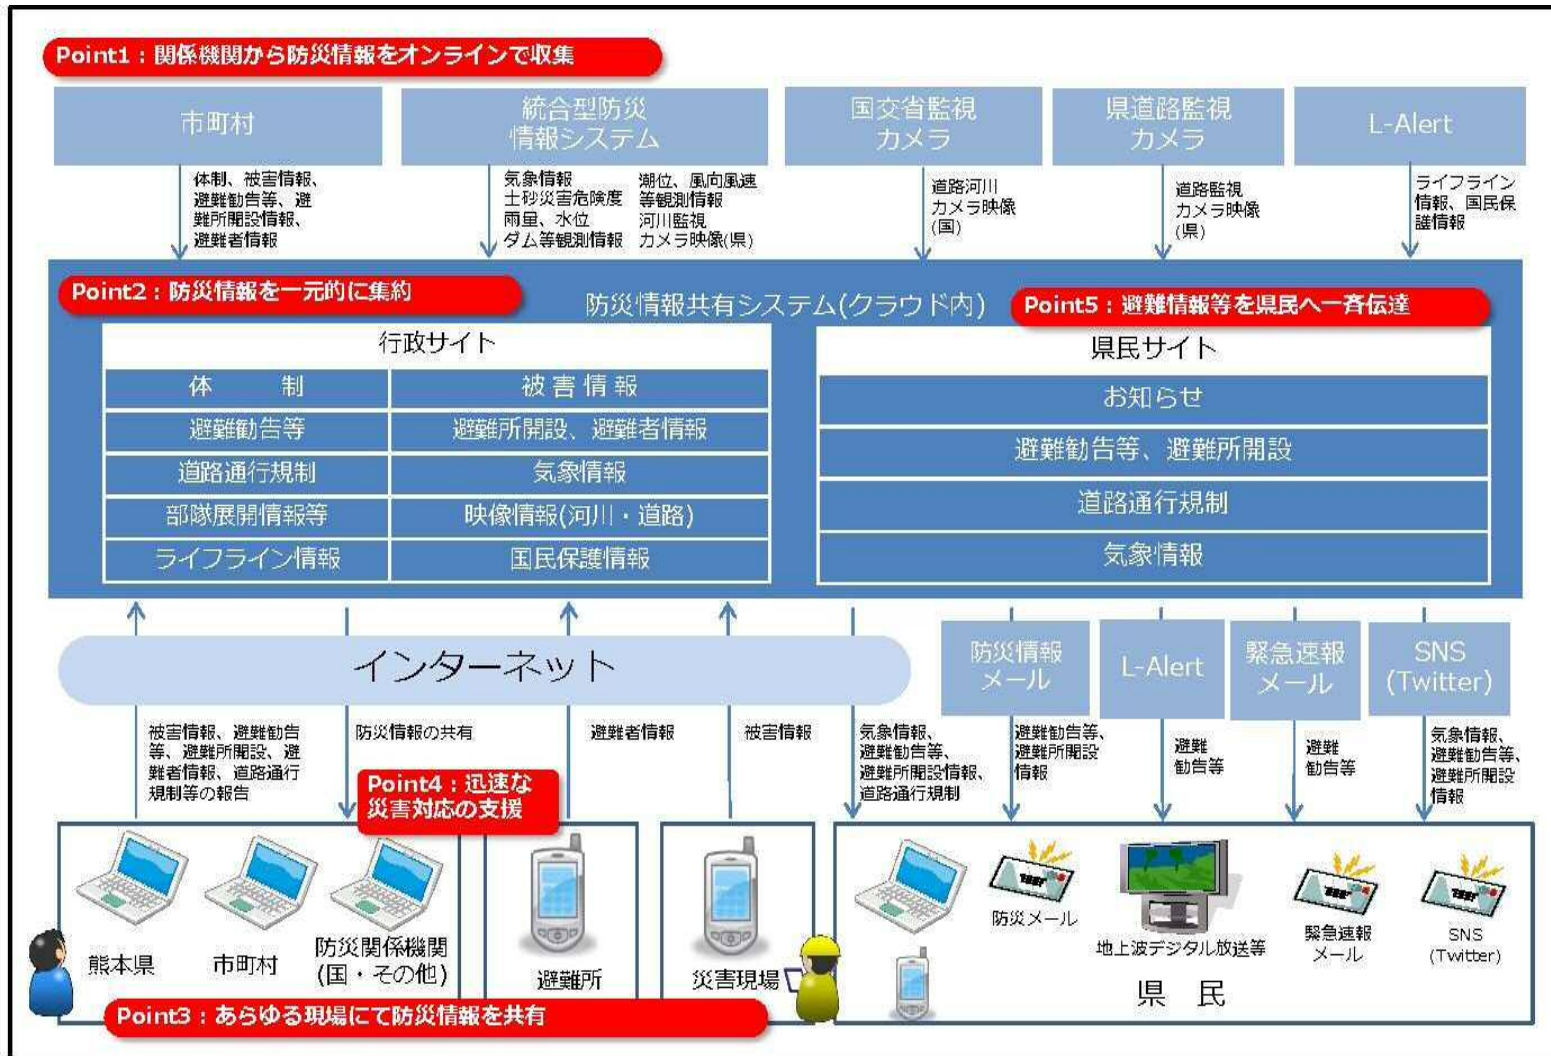 Point1：関係機関から防災情報をオンラインで収集
市町村
統合型防災
情報システム
国交省監視
カメラ
県道路監視
カメラ
L-Alert
体制、被害情報、
避難勧告等、避
難所開設情報、
避難者情報
気象情報
土砂災害危険度
雨量、水位
ダム等観測情報
潮位、風向風速
等観測情報
河川監視
カメラ映像(県)
道路河川
カメラ映像
(国)
道路監視
カメラ映像
(県)
ライフライン
情報、国民保
護情報
Point2：防災情報を一元的に集約
防災情報共有システム(クラウド内)
Point5：避難情報等を県民へ一斉伝達
行政サイト
体　　制
被害情報
避難勧告等
避難所開設、避難者情報
道路通行規制
気象情報
部隊展開情報等
映像情報(河川・道路)
ライフライン情報
国民保護情報
県民サイト
お知らせ
避難勧告等、避難所開設
道路通行規制
気象情報
インターネット
防災情報
メール
L-Alert
緊急速報
メール
SNS
(Twitter)
被害情報、避難勧告
等、避難所開設、避
難者情報、道路通行
規制等の報告
防災情報の共有
避難者情報
被害情報
気象情報、
避難勧告等、
避難所開設情報、
道路通行規制
避難勧告等、
避難所開設
情報
避難
勧告等
避難
勧告等
気象情報、
避難勧告等、
避難所開設
情報
Point4：迅速な
災害対応の支援
熊本県
市町村
防災関係機関
(国・その他)
避難所
災害現場
防災メール
地上波デジタル放送等
緊急速報
メール
SNS
(Twitter)
県　民
Point3：あらゆる現場にて防災情報を共有